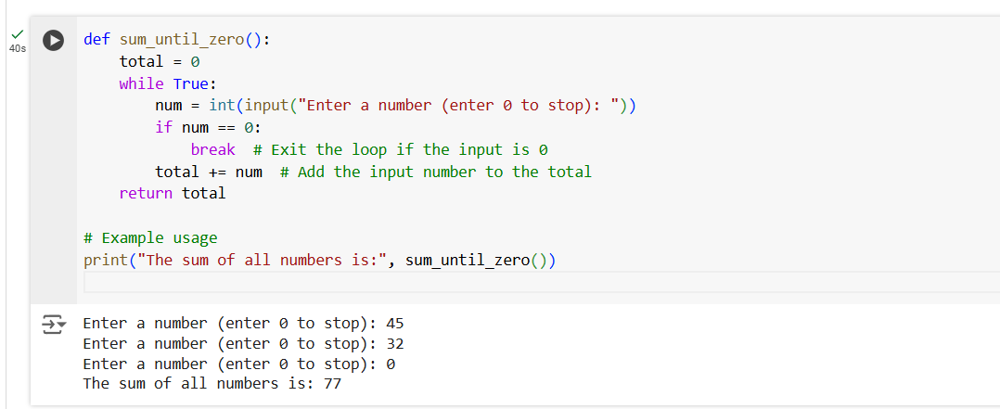 40s
def sum_until_zero():
    total = 0
    while True:
        num = int(input("Enter a number (enter 0 to stop): "))
        if num == 0:
            break  # Exit the loop if the input is 0
        total += num  # Add the input number to the total
    return total

# Example usage
print("The sum of all numbers is:", sum_until_zero())
Enter a number (enter 0 to stop): 45
Enter a number (enter 0 to stop): 32
Enter a number (enter 0 to stop): 0
The sum of all numbers is: 77